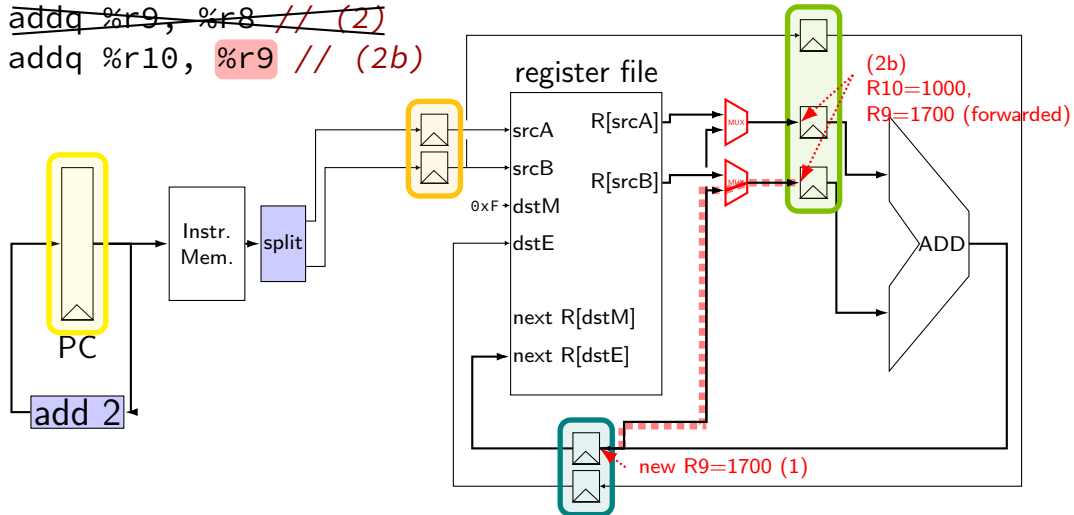 addq %r9, %r8 // (2)
addq %r10, %r9 // (2b)
register file
(2b)
R10=1000,
R9=1700 (forwarded)
srcA
R[srcA]
MUX
srcB
R[srcB]
MUX
0xF
dstM
dstE
Instr.
Mem.
split
ADD
next R[dstM]
next R[dstE]
PC
add 2
new R9=1700 (1)